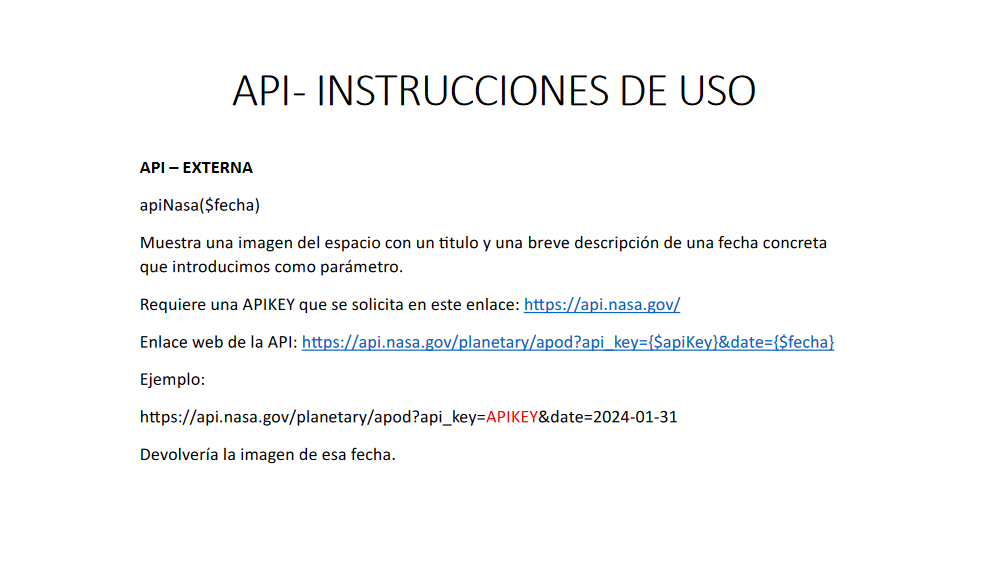 API- INSTRUCCIONES DE USO
API – EXTERNA
apiNasa($fecha)
Muestra una imagen del espacio con un titulo y una breve descripción de una fecha concreta
que introducimos como parámetro.
Requiere una APIKEY que se solicita en este enlace: https://api.nasa.gov/
Enlace web de la API: https://api.nasa.gov/planetary/apod?api_key={$apiKey}&date={$fecha}
Ejemplo:
https://api.nasa.gov/planetary/apod?api_key=APIKEY&date=2024-01-31
Devolvería la imagen de esa fecha.